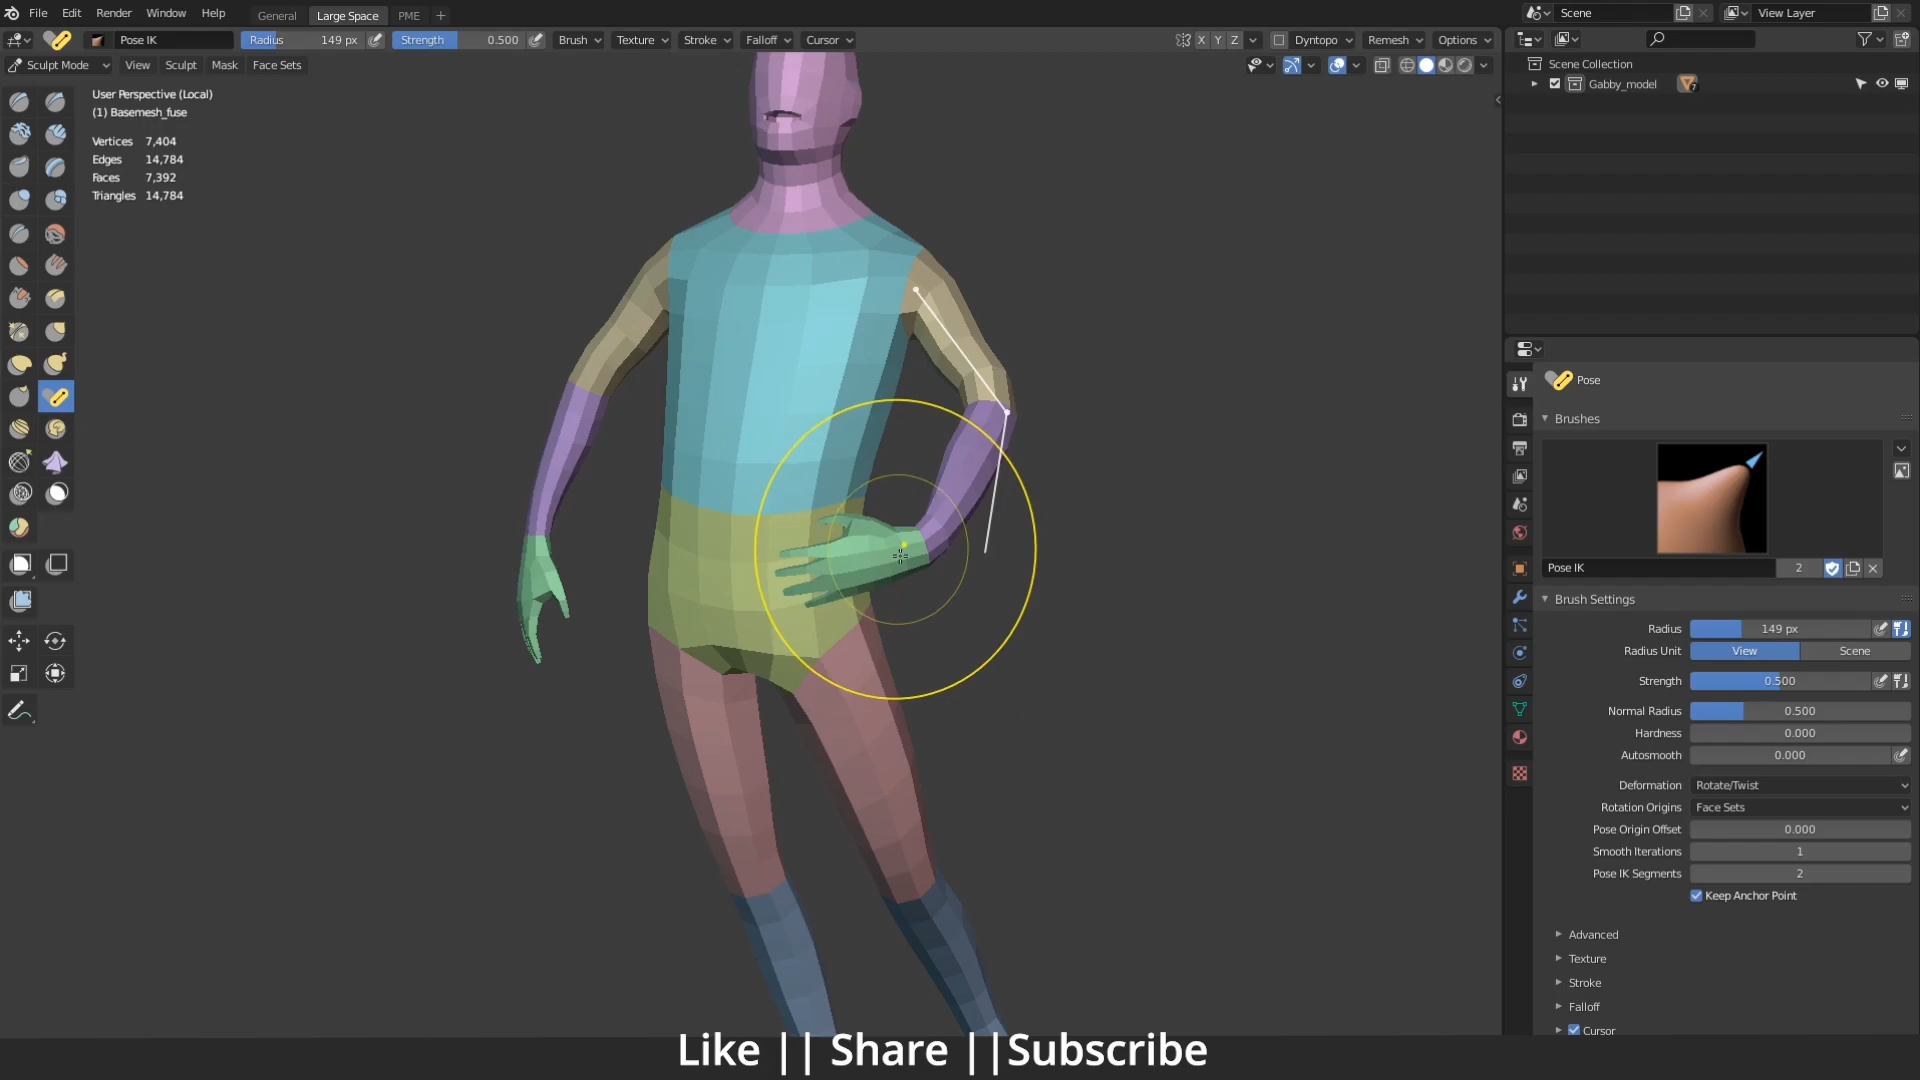 File Edit Render Window Help General Large Space PME + Scene View Layer
Pose IK Radius 149 px Strength 0.500 Brush Texture Stroke Falloff Cursor X Y Z Dyntopo Remesh Options
Sculpt Mode View Sculpt Mask Face Sets
Scene Collection
Gabby_model
User Perspective (Local)
(1) Basemesh_fuse
Vertices 7,404
Edges 14,784
Faces 7,392
Triangles 14,784
Pose
Brushes
Pose IK 2
Brush Settings
Radius 149 px
Radius Unit View Scene
Strength 0.500
Normal Radius 0.500
Hardness 0.000
Autosmooth 0.000
Deformation Rotate/Twist
Rotation Origins Face Sets
Pose Origin Offset 0.000
Smooth Iterations 1
Pose IK Segments 2
Keep Anchor Point
Advanced
Texture
Stroke
Falloff
Cursor
Like || Share ||Subscribe